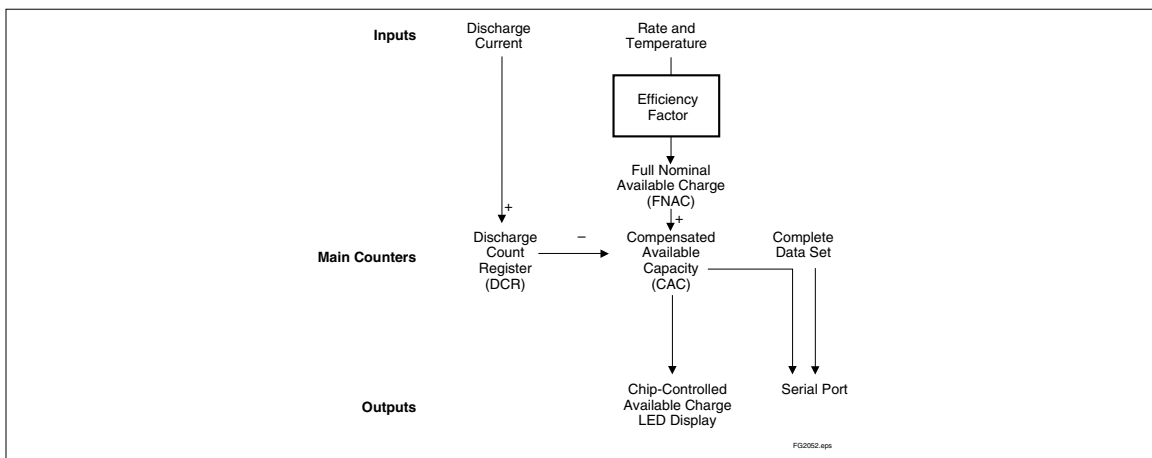 Inputs
Discharge
Current
Rate and
Temperature
Efficiency
Factor
Full Nominal
Available Charge
(FNAC)
+
+
Main Counters
Discharge
Count
Register
(DCR)
–
Compensated
Available
Capacity
(CAC)
Complete
Data Set
Outputs
Chip-Controlled
Available Charge
LED Display
Serial Port
FG2052.eps